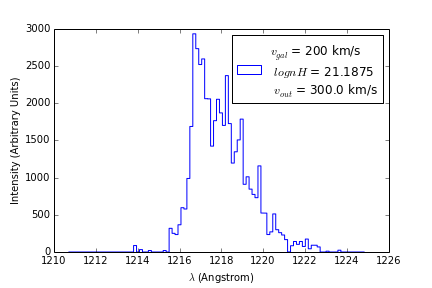 3000
2500
2000
1500
1000
500
0
1210 1212 1214 1216 1218 1220 1222 1224 1226
λ (Angstrom)
Intensity (Arbitrary Units)
v_gal = 200 km/s
lognH = 21.1875
v_out = 300.0 km/s